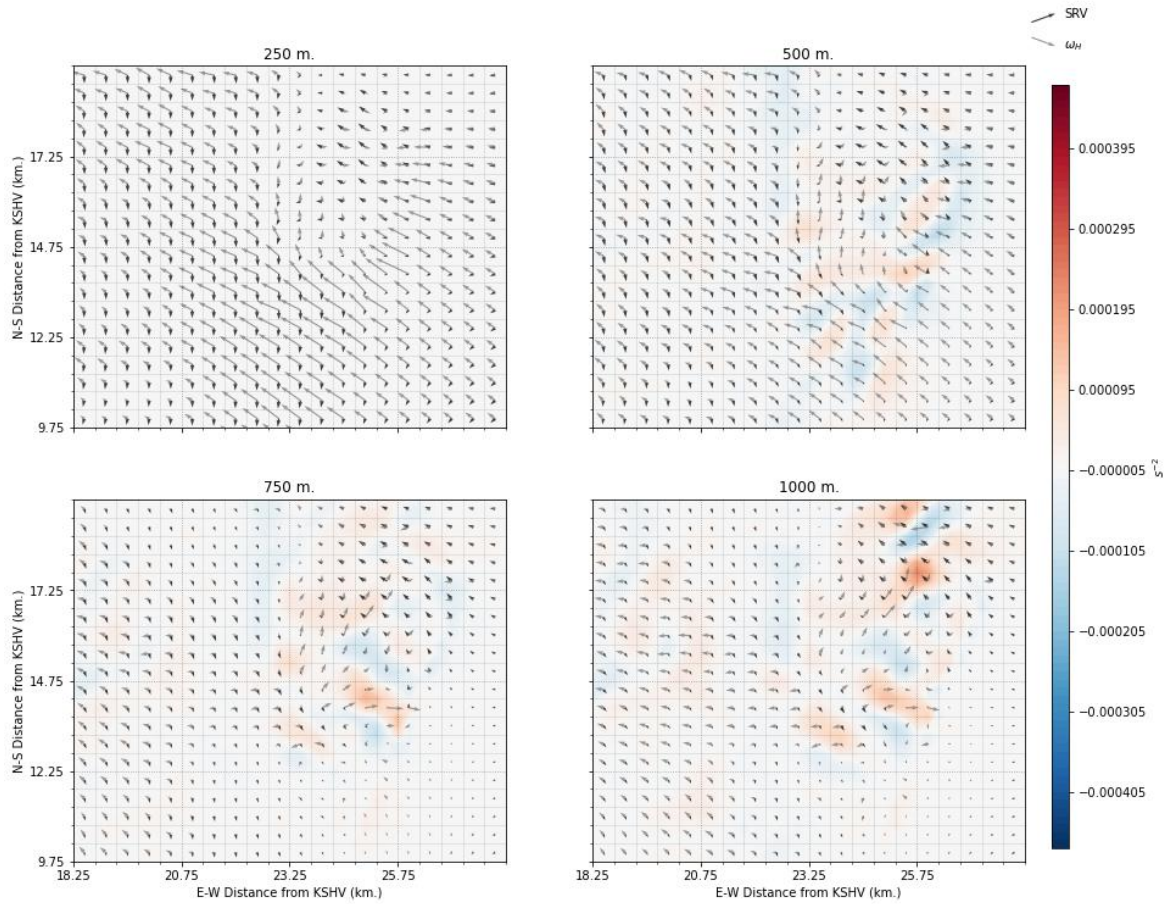 SRV
ω_H
250 m.
500 m.
N-S Distance from KSHV (km.)
17.25
14.75
12.25
9.75
750 m.
1000 m.
N-S Distance from KSHV (km.)
17.25
14.75
12.25
9.75
18.25 20.75 23.25 25.75
18.25 20.75 23.25 25.75
E-W Distance from KSHV (km.)
E-W Distance from KSHV (km.)
0.000395
0.000295
0.000195
0.000095
−0.000005
−0.000105
−0.000205
−0.000305
−0.000405
s⁻²